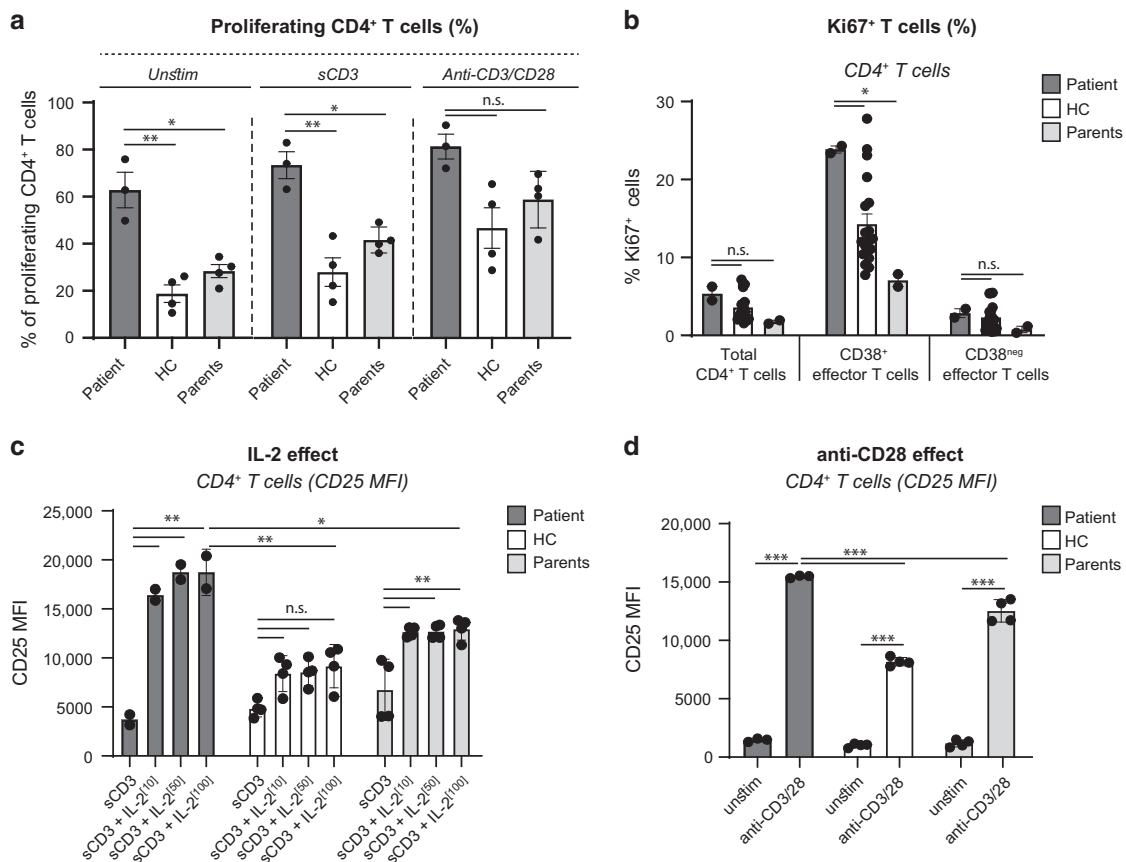 a
Proliferating CD4⁺ T cells (%)
Unstim
sCD3
Anti-CD3/CD28
% of proliferating CD4⁺ T cells
100
80
60
40
20
0
*
**
*
**
n.s.
Patient
HC
Parents
Patient
HC
Parents
Patient
HC
Parents
b
Ki67⁺ T cells (%)
CD4⁺ T cells
Patient
HC
Parents
% Ki67⁺ cells
30
20
10
0
n.s.
*
n.s.
Total
CD4⁺ T cells
CD38⁺
effector T cells
CD38ⁿᵉᵍ
effector T cells
c
IL-2 effect
CD4⁺ T cells (CD25 MFI)
Patient
HC
Parents
CD25 MFI
25,000
20,000
15,000
10,000
5000
0
**
*
**
n.s.
**
sCD3
sCD3 + IL-2[10]
sCD3 + IL-2[50]
sCD3 + IL-2[100]
sCD3
sCD3 + IL-2[10]
sCD3 + IL-2[50]
sCD3 + IL-2[100]
sCD3
sCD3 + IL-2[10]
sCD3 + IL-2[50]
sCD3 + IL-2[100]
d
anti-CD28 effect
CD4⁺ T cells (CD25 MFI)
Patient
HC
Parents
CD25 MFI
20,000
15,000
10,000
5000
0
***
***
***
***
unstim
anti-CD3/28
unstim
anti-CD3/28
unstim
anti-CD3/28